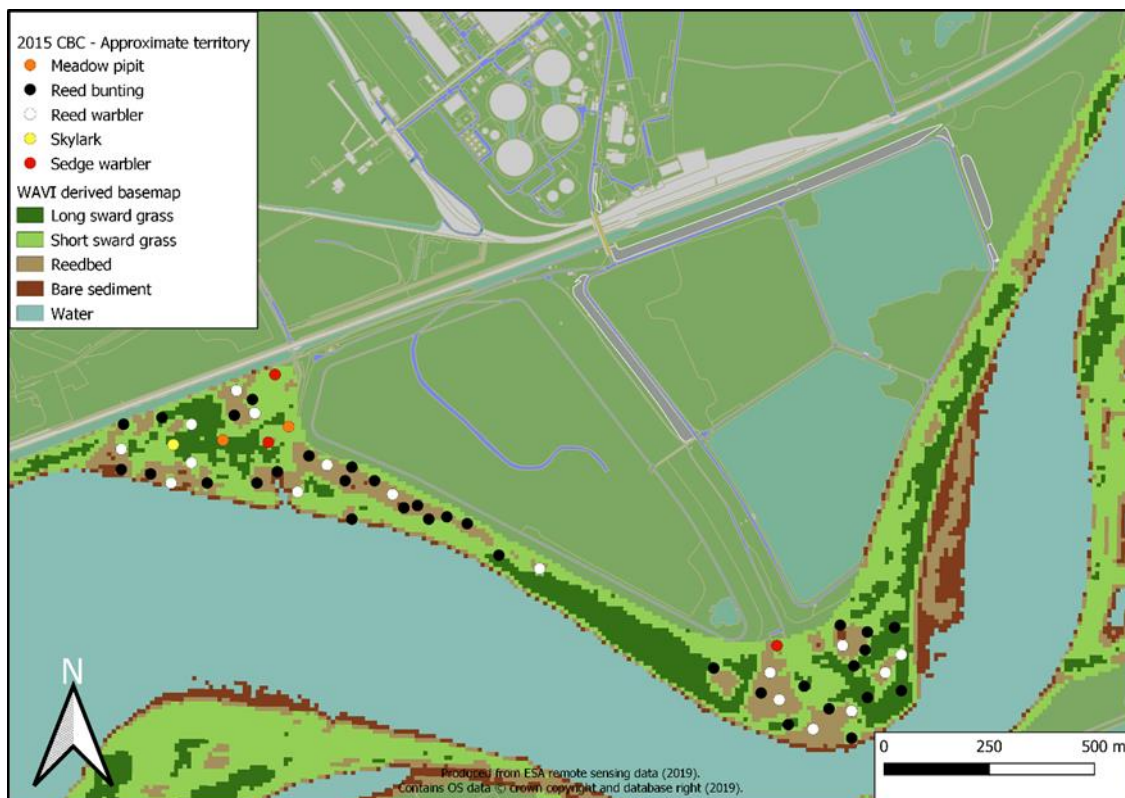 2015 CBC - Approximate territory
Meadow pipit
Reed bunting
Reed warbler
Skylark
Sedge warbler
WAVI derived basemap
Long sward grass
Short sward grass
Reedbed
Bare sediment
Water
N
0 250 500 m
Produced from ESA remote sensing data (2019).
Contains OS data © crown copyright and database right (2019).